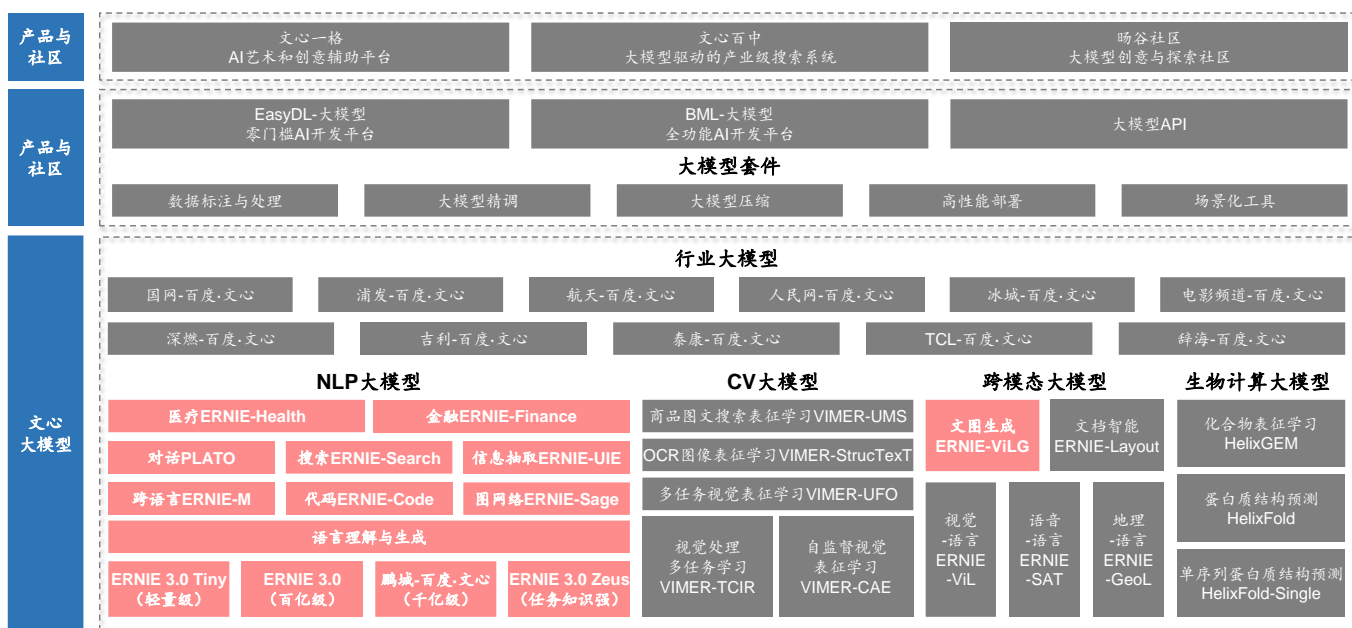 产品与
社区
文心一格
AI艺术和创意辅助平台
文心百中
大模型驱动的产业级搜索系统
旸谷社区
大模型创意与探索社区
产品与
社区
EasyDL-大模型
零门槛AI开发平台
BML-大模型
全功能AI开发平台
大模型API
大模型套件
数据标注与处理
大模型精调
大模型压缩
高性能部署
场景化工具
文心
大模型
行业大模型
国网-百度·文心
浦发-百度·文心
航天-百度·文心
人民网-百度·文心
冰城-百度·文心
电影频道-百度·文心
深燃-百度·文心
吉利-百度·文心
泰康-百度·文心
TCL-百度·文心
辞海-百度·文心
NLP大模型
医疗ERNIE-Health
金融ERNIE-Finance
对话PLATO
搜索ERNIE-Search
信息抽取ERNIE-UIE
跨语言ERNIE-M
代码ERNIE-Code
图网络ERNIE-Sage
语言理解与生成
ERNIE 3.0 Tiny
（轻量级）
ERNIE 3.0
（百亿级）
鹏城-百度·文心
（千亿级）
ERNIE 3.0 Zeus
（任务知识强）
CV大模型
商品图文搜索表征学习VIMER-UMS
OCR图像表征学习VIMER-StrucTexT
多任务视觉表征学习VIMER-UFO
视觉处理
多任务学习
VIMER-TCIR
自监督视觉
表征学习
VIMER-CAE
跨模态大模型
文图生成
ERNIE-ViLG
文档智能
ERNIE-Layout
视觉
-语言
ERNIE
-ViL
语音
-语言
ERNIE
-SAT
地理
-语言
ERNIE
-GeoL
生物计算大模型
化合物表征学习
HelixGEM
蛋白质结构预测
HelixFold
单序列蛋白质结构预测
HelixFold-Single